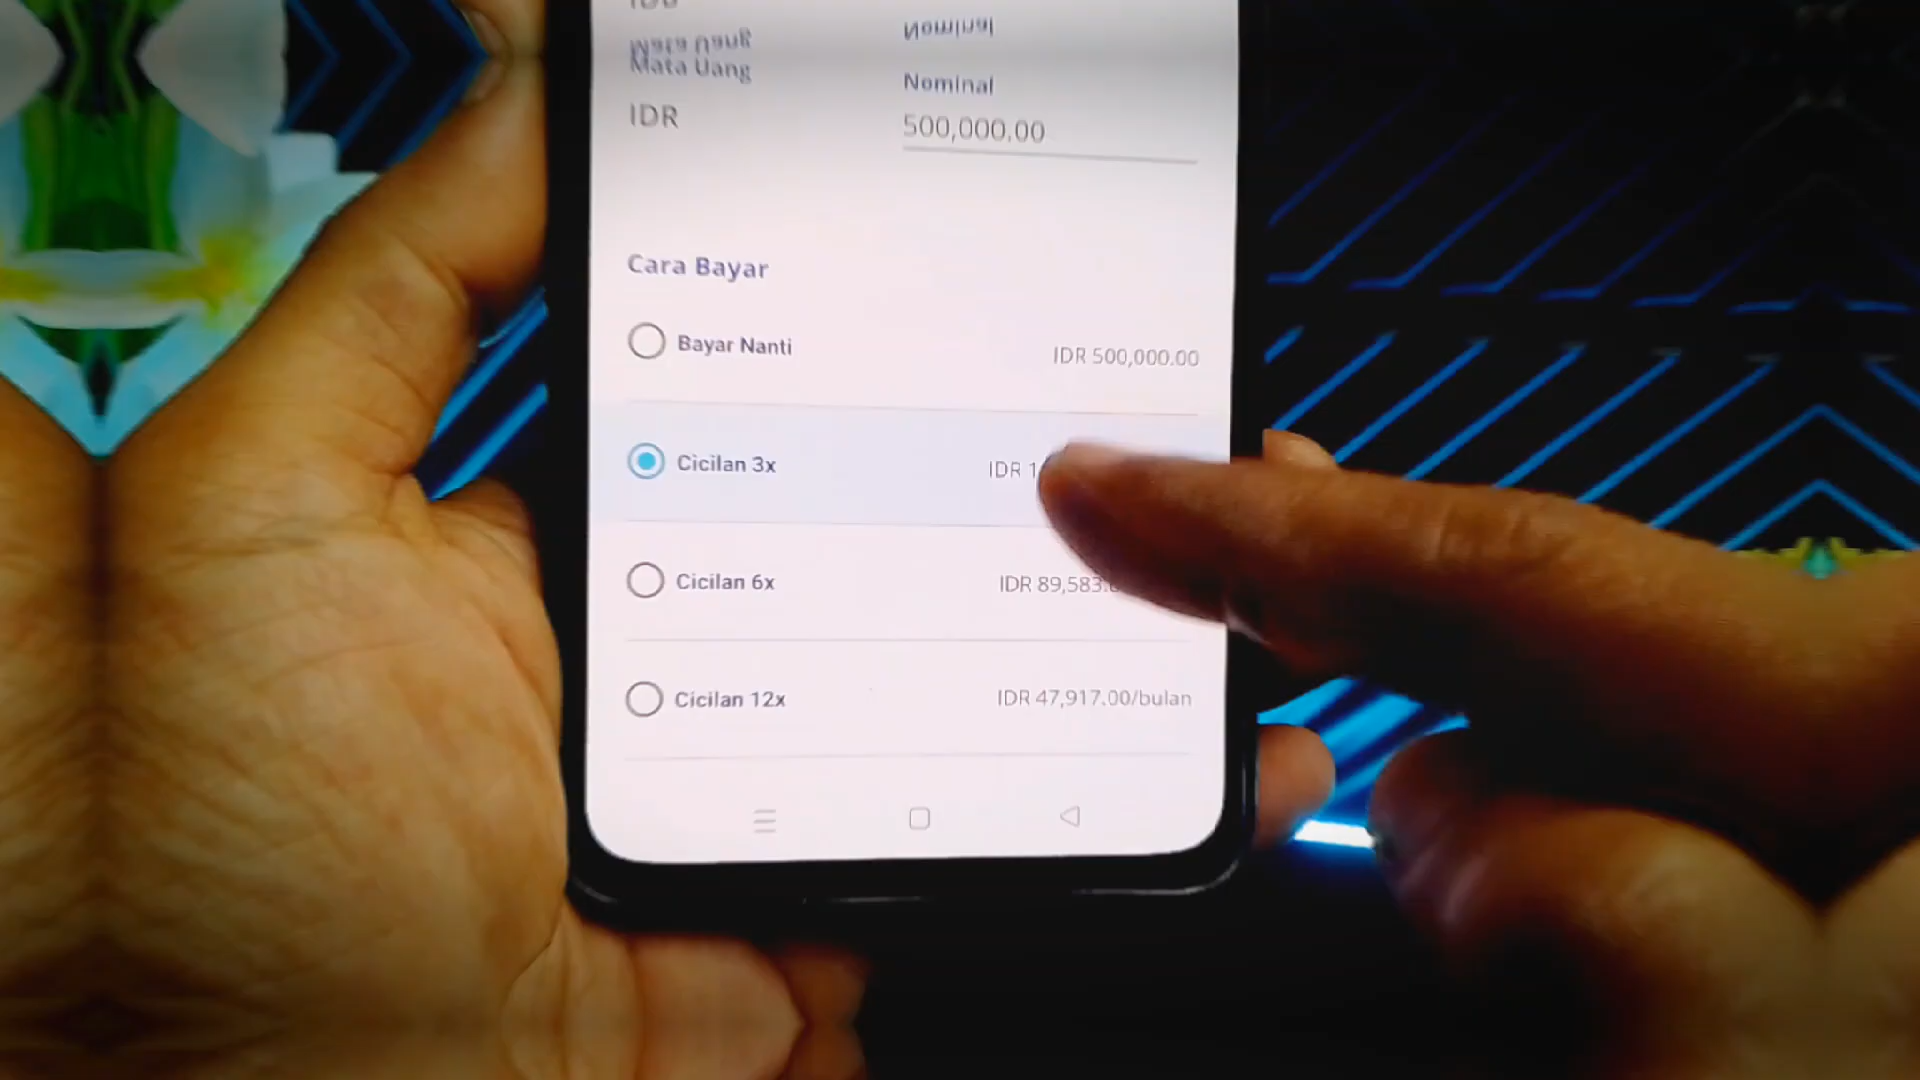 Mata Uang
Nominal
IDR
500,000.00
Cara Bayar
Bayar Nanti
IDR 500,000.00
Cicilan 3x
IDR 1
Cicilan 6x
IDR 89,583.
Cicilan 12x
IDR 47,917.00/bulan